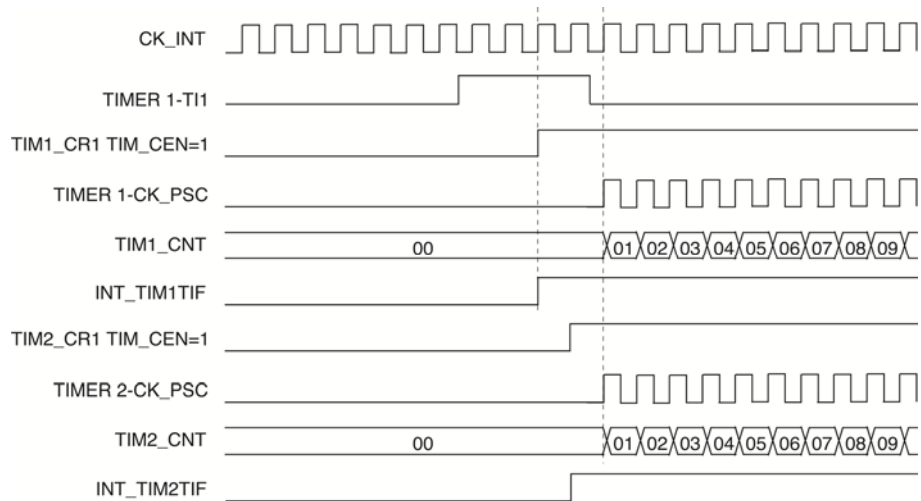 CK_INT
TIMER 1-TI1
TIM1_CR1 TIM_CEN=1
TIMER 1-CK_PSC
TIM1_CNT 00 01 02 03 04 05 06 07 08 09
INT_TIM1TIF
TIM2_CR1 TIM_CEN=1
TIMER 2-CK_PSC
TIM2_CNT 00 01 02 03 04 05 06 07 08 09
INT_TIM2TIF